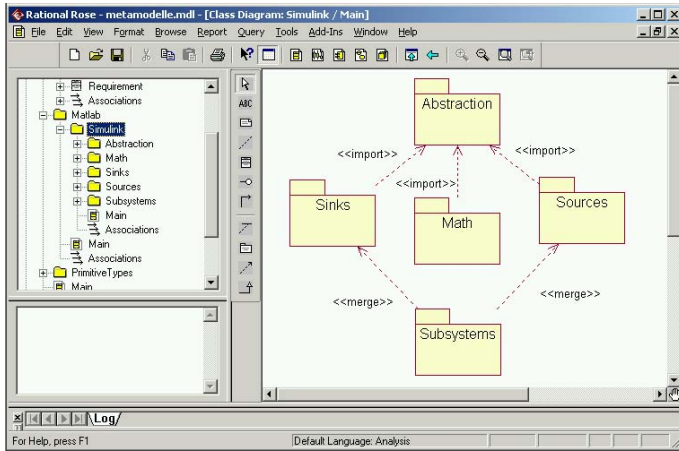 Rational Rose - metamodelle.mdl - [Class Diagram: Simulink / Main]
File Edit View Format Browse Report Query Tools Add-Ins Window Help
Requirement
Associations
Matlab
Simulink
Abstraction
Math
Sinks
Sources
Subsystems
Main
Associations
Main
Associations
PrimitiveTypes
Main
ABC
Abstraction
<<import>>
<<import>>
<<import>>
Sinks
Math
Sources
<<merge>>
<<merge>>
Subsystems
Log
For Help, press F1
Default Language: Analysis